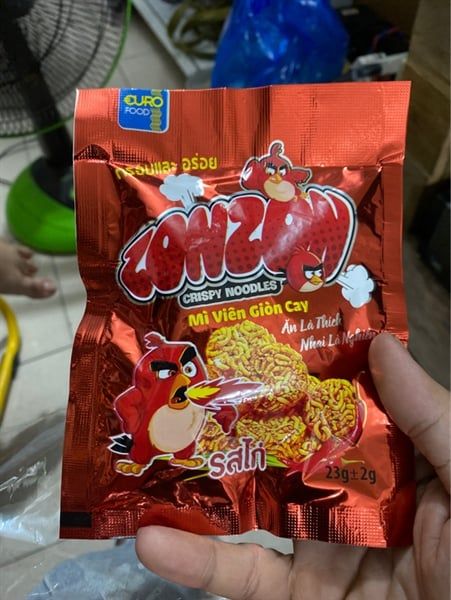 EURO
FOOD
กรอบและ อร่อย
ZONZON
CRISPY NOODLES
Mì Viên Giòn Cay
Ăn Là Thích
Nhai Là Nghiền
รสไก่
23g±2g